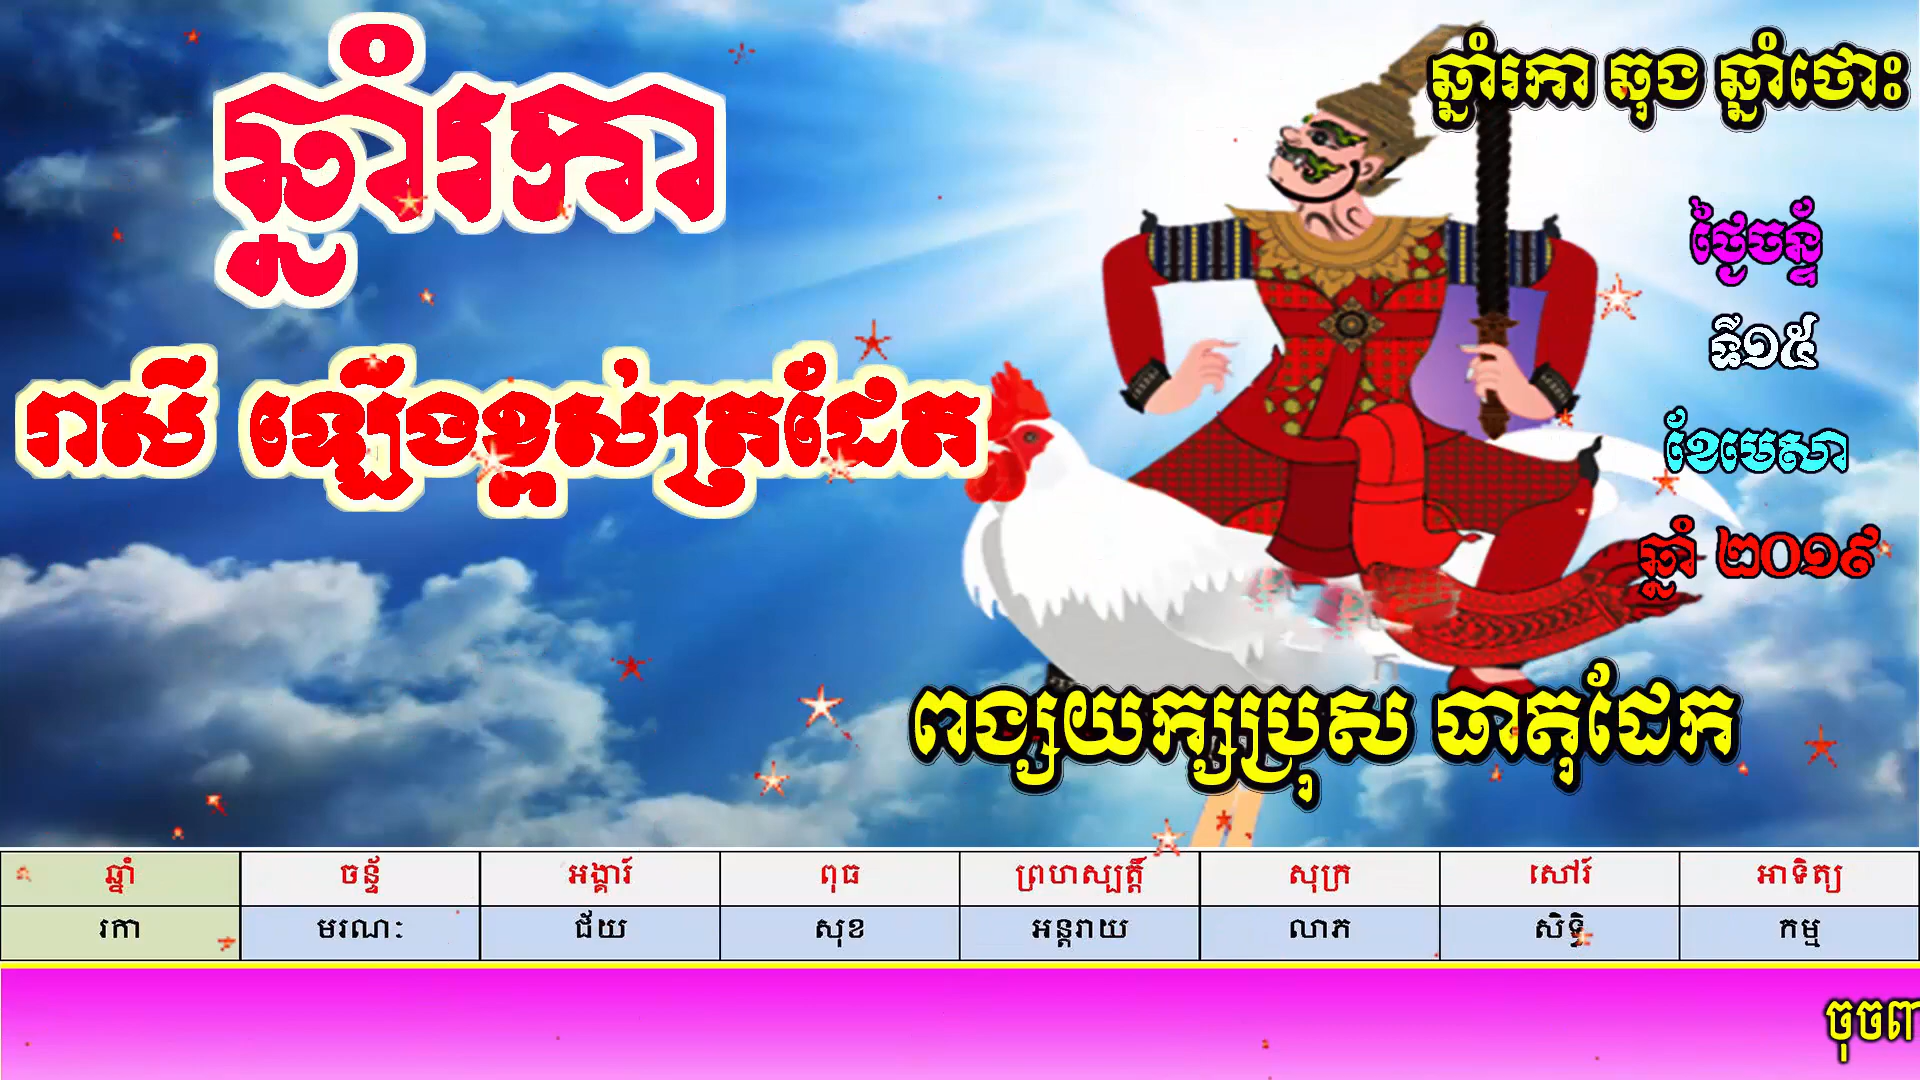 ឆ្នាំរកា
រាសី ឡើងខ្ពស់ត្រដែត
ឆ្នាំរកា ឆុង ឆ្នាំថោះ
ថ្ងៃចន្ទ័
ទី១៥
ខែមេសា
ឆ្នាំ ២០១៩
ពង្សយក្សប្រុស ធាតុដែក
ឆ្នាំ ចន្ទ័ អង្គារ៍ ពុធ ព្រហស្បត្តិ៍ សុក្រ សៅរ៍ អាទិត្យ
រកា មរណៈ ជ័យ សុខ អន្តរាយ លាភ សិទ្ធិ កម្ម